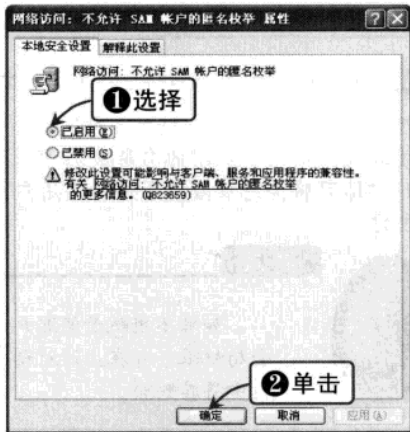 网络访问: 不允许 SAM 帐户的匿名枚举 属性
本地安全设置 解释此设置
网络访问: 不允许 SAM 帐户的匿名枚举
❶选择
已启用(E)
已禁用(S)
修改此设置可能影响与客户端、服务和应用程序的兼容性。
有关 网络访问: 不允许 SAM 帐户的匿名枚举
的更多信息。(Q823659)
❷单击
确定 取消 应用(A)